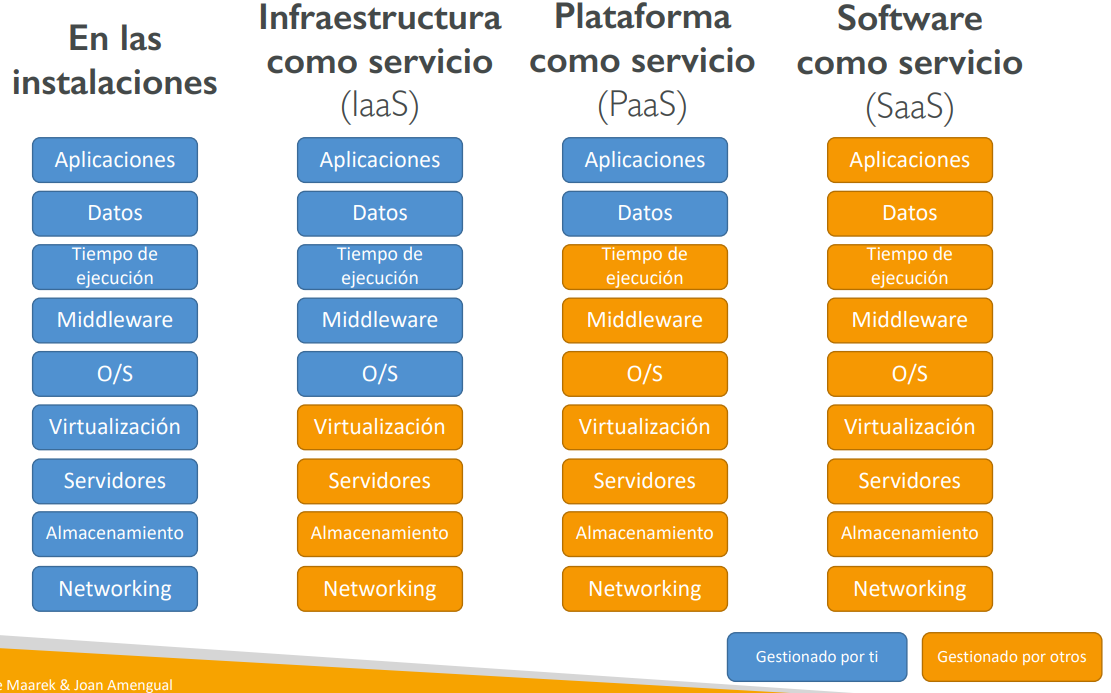 En las
instalaciones
Infraestructura
como servicio
(IaaS)
Plataforma
como servicio
(PaaS)
Software
como servicio
(SaaS)
Aplicaciones
Datos
Tiempo de
ejecución
Middleware
O/S
Virtualización
Servidores
Almacenamiento
Networking
Aplicaciones
Datos
Tiempo de
ejecución
Middleware
O/S
Virtualización
Servidores
Almacenamiento
Networking
Aplicaciones
Datos
Tiempo de
ejecución
Middleware
O/S
Virtualización
Servidores
Almacenamiento
Networking
Aplicaciones
Datos
Tiempo de
ejecución
Middleware
O/S
Virtualización
Servidores
Almacenamiento
Networking
Gestionado por ti
Gestionado por otros
e Maarek & Joan Amengual